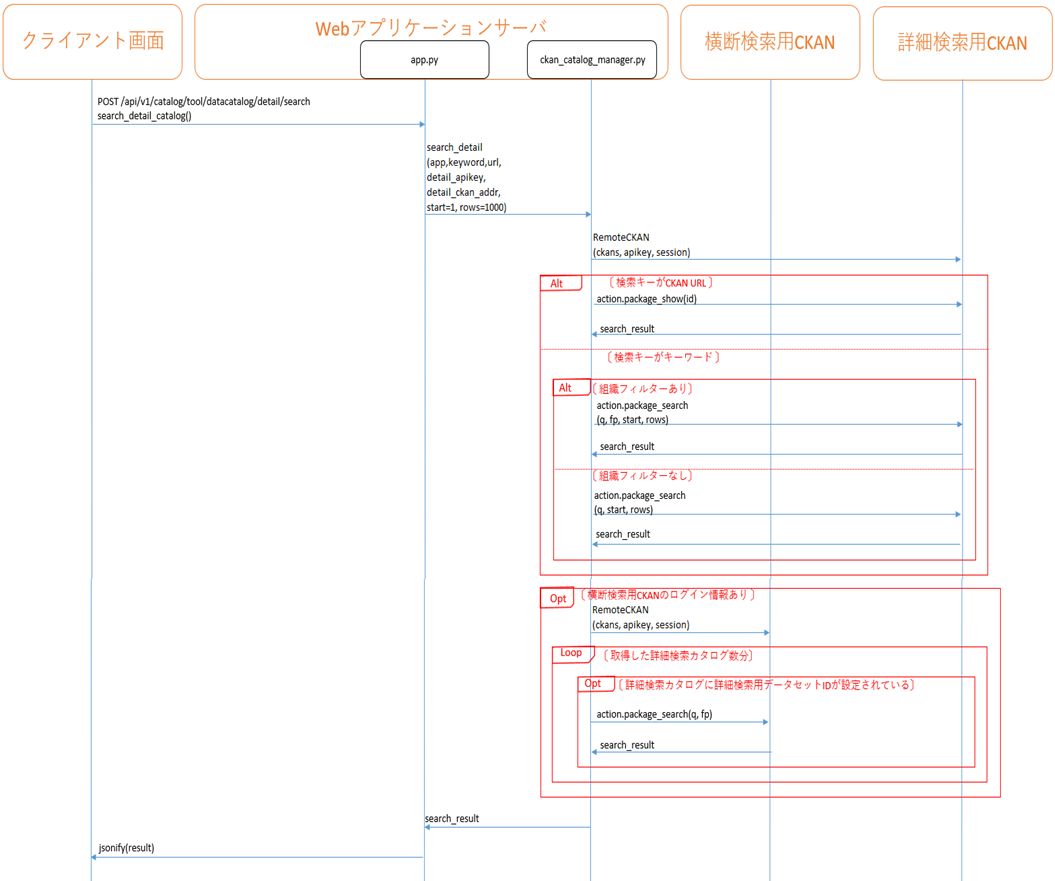 クライアント画面
Webアプリケーションサーバ
横断検索用CKAN
詳細検索用CKAN
app.py
ckan_catalog_manager.py
POST /api/v1/catalog/tool/datacatalog/detail/search
search_detail_catalog()
search_detail
(app,keyword,url,
detail_apikey,
detail_ckan_addr,
start=1, rows=1000)
RemoteCKAN
(ckans, apikey, session)
Alt
〔 検索キーがCKAN URL 〕
action.package_show(id)
search_result
〔 検索キーがキーワード 〕
Alt
〔 組織フィルターあり〕
action.package_search
(q, fp, start, rows)
search_result
〔 組織フィルターなし〕
action.package_search
(q, start, rows)
search_result
Opt
〔 横断検索用CKANのログイン情報あり 〕
RemoteCKAN
(ckans, apikey, session)
Loop
〔 取得した詳細検索カタログ数分〕
Opt
〔 詳細検索カタログに詳細検索用データセットIDが設定されている〕
action.package_search(q, fp)
search_result
search_result
jsonify(result)